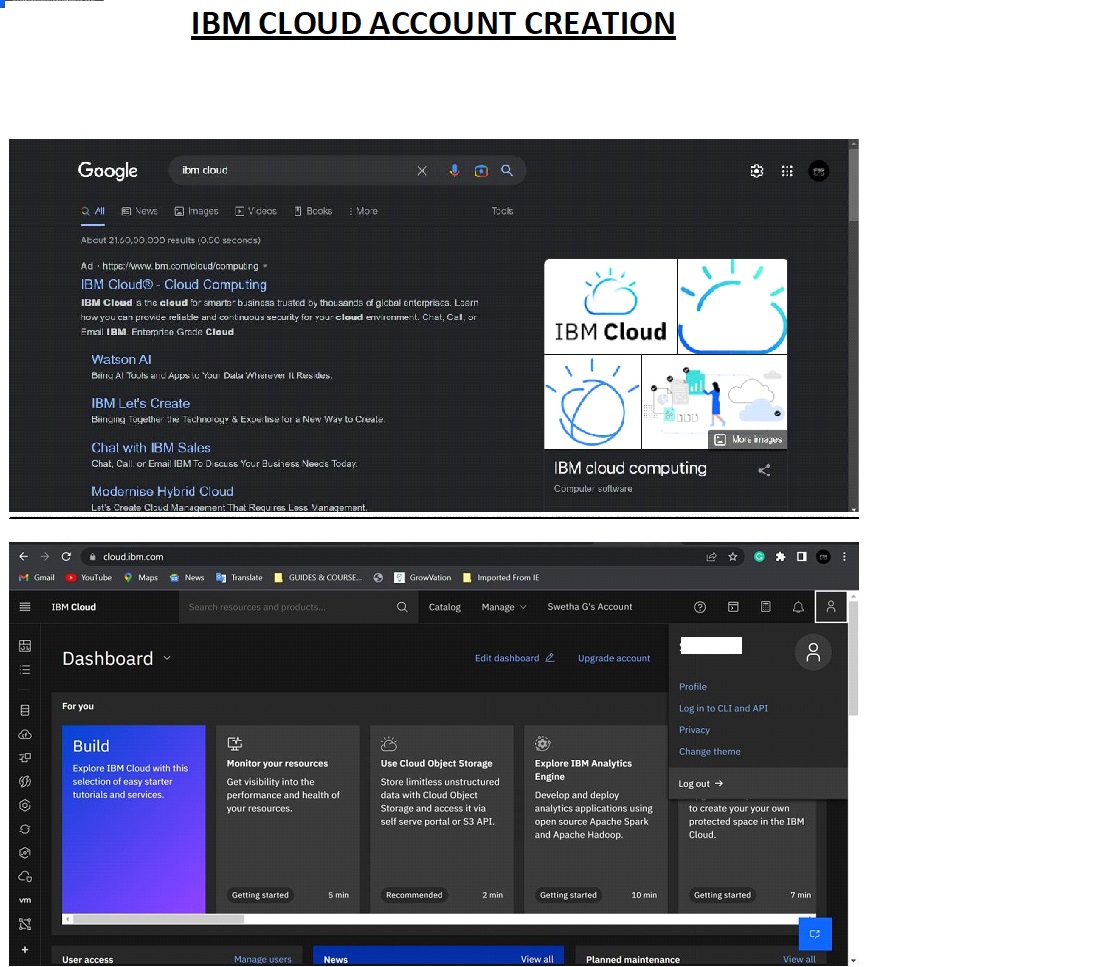 IBM CLOUD ACCOUNT CREATION
Google
ibm cloud
All News Images Videos Books More Tools
About 21,60,00,000 results (0.50 seconds)
Ad · https://www.ibm.com/cloud/computing
IBM Cloud® - Cloud Computing
IBM Cloud is the cloud for smarter business trusted by thousands of global enterprises. Learn
how you can provide reliable and continuous security for your cloud environment. Chat, Call, or
Email IBM. Enterprise Grade Cloud
Watson AI
Bring AI Tools and Apps to Your Data Wherever It Resides.
IBM Let's Create
Bringing Together the Technology & Expertise for a New Way to Create.
Chat with IBM Sales
Chat, Call, or Email IBM To Discuss Your Business Needs Today.
Modernise Hybrid Cloud
Let's Create Cloud Management That Requires Less Management.
IBM Cloud
More images
IBM cloud computing
Computer software
cloud.ibm.com
Gmail YouTube Maps News Translate GUIDES & COURSE... GrowVation Imported From IE
IBM Cloud Search resources and products... Catalog Manage Swetha G's Account
Dashboard Edit dashboard Upgrade account
Profile
Log in to CLI and API
Privacy
Change theme
Log out
For you
Build
Explore IBM Cloud with this
selection of easy starter
tutorials and services.
Monitor your resources
Get visibility into the
performance and health of
your resources.
Getting started 5 min
Use Cloud Object Storage
Store limitless unstructured
data with Cloud Object
Storage and access it via
self serve portal or S3 API.
Recommended 2 min
Explore IBM Analytics
Engine
Develop and deploy
analytics applications using
open source Apache Spark
and Apache Hadoop.
Getting started 10 min
to create your your own
protected space in the IBM
Cloud.
Getting started 7 min
vm
User access Manage users
News View all
Planned maintenance View all